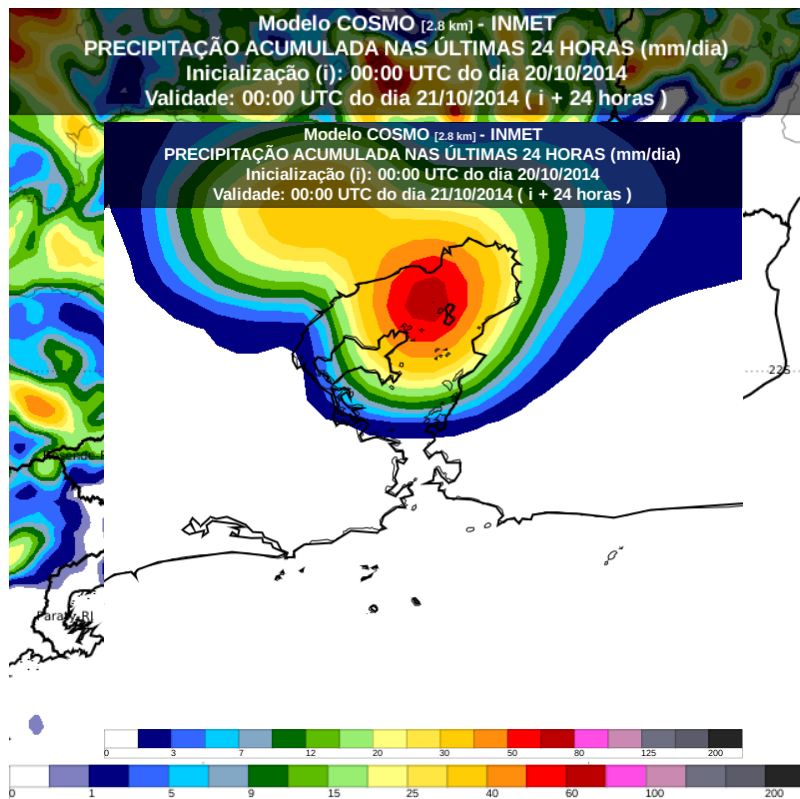 Modelo COSMO [2.8 km] - INMET
PRECIPITAÇÃO ACUMULADA NAS ÚLTIMAS 24 HORAS (mm/dia)
Inicialização (i): 00:00 UTC do dia 20/10/2014
Validade: 00:00 UTC do dia 21/10/2014 ( i + 24 horas )
Modelo COSMO [2.8 km] - INMET
PRECIPITAÇÃO ACUMULADA NAS ÚLTIMAS 24 HORAS (mm/dia)
Inicialização (i): 00:00 UTC do dia 20/10/2014
Validade: 00:00 UTC do dia 21/10/2014 ( i + 24 horas )
22S
Resende
Paraty-RJ
0 3 7 12 20 30 50 80 125 200
0 1 5 9 15 25 40 60 100 200